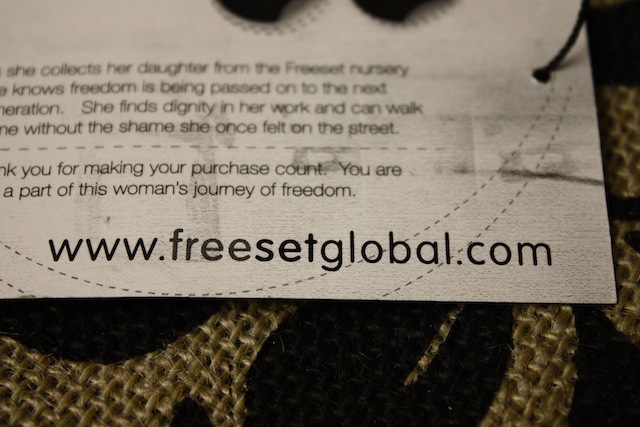 she collects her daughter from the Freeset nursery
knows freedom is being passed on to the next
She finds dignity in her work and can walk
without the shame she once felt on the street.
you for making your purchase count. You are
a part of this woman's journey of freedom.
www.freesetglobal.com